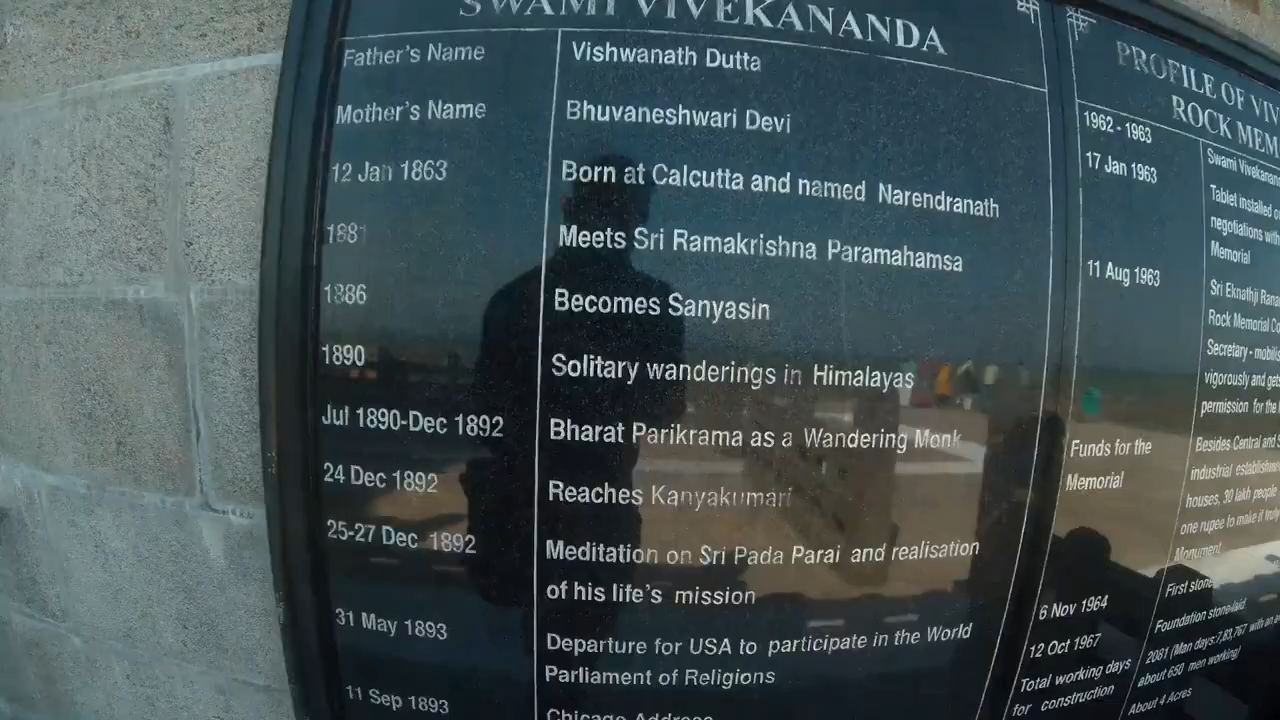 SWAMI VIVEKANANDA
Father's Name Vishwanath Dutta
Mother's Name Bhuvaneshwari Devi
12 Jan 1863 Born at Calcutta and named Narendranath
1881 Meets Sri Ramakrishna Paramahamsa
1886 Becomes Sanyasin
1890 Solitary wanderings in Himalayas
Jul 1890-Dec 1892 Bharat Parikrama as a Wandering Monk
24 Dec 1892 Reaches Kanyakumari
25-27 Dec 1892 Meditation on Sri Pada Parai and realisation
of his life's mission
31 May 1893 Departure for USA to participate in the World
Parliament of Religions
11 Sep 1893 Chicago Address
PROFILE OF VIV
ROCK MEM
1962 - 1963 Swami Vivekanan
17 Jan 1963 Tablet installed o
negotiations with
Memorial
11 Aug 1963 Sri Eknathji Rana
Rock Memorial Co
Secretary - mobilis
vigorously and gets
permission for the
Funds for the Besides Central and S
Memorial industrial establishm
houses, 30 lakh people
one rupee to make it truly
Monument
6 Nov 1964 First stone
12 Oct 1967 Foundation stone laid
Total working days 2081 (Man days:7,83,767 with an a
for construction about 650 men working)
About 4 Acres